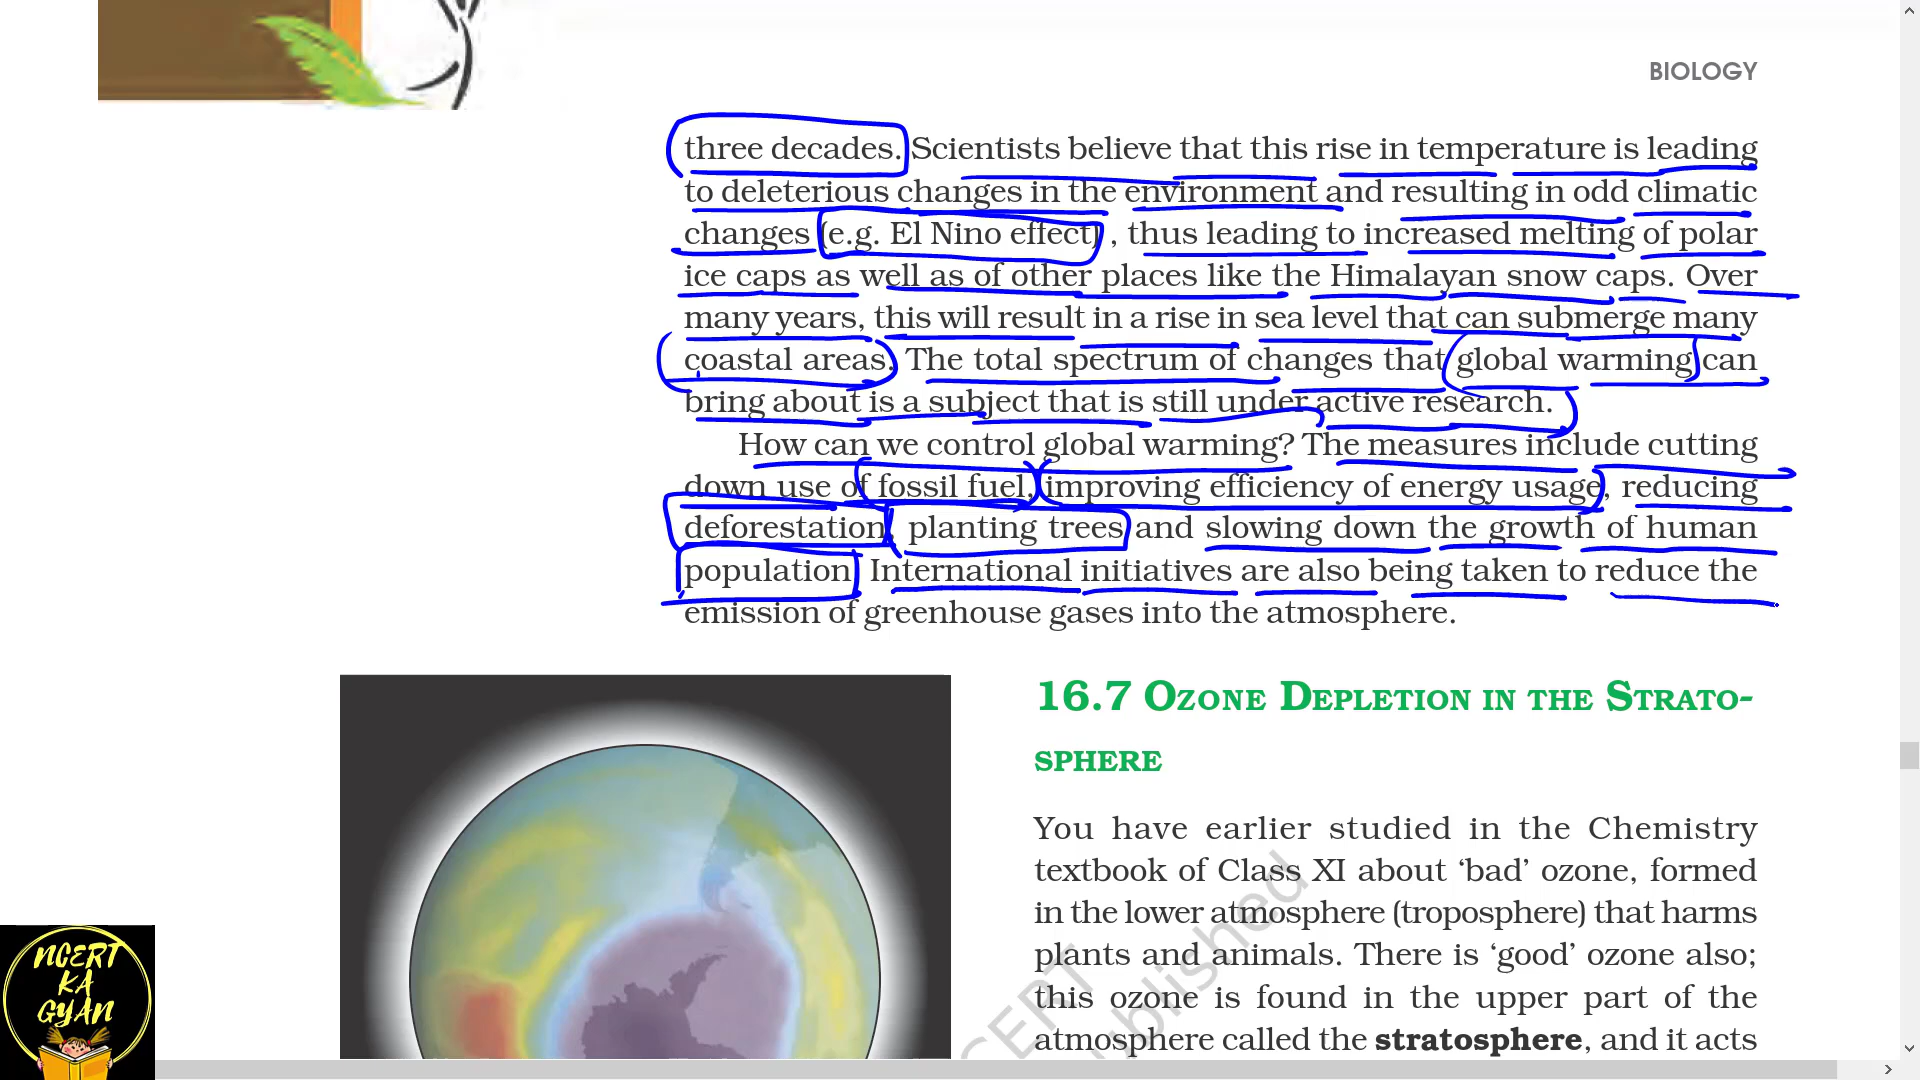 BIOLOGY
three decades. Scientists believe that this rise in temperature is leading
to deleterious changes in the environment and resulting in odd climatic
changes (e.g. El Nino effect) , thus leading to increased melting of polar
ice caps as well as of other places like the Himalayan snow caps. Over
many years, this will result in a rise in sea level that can submerge many
coastal areas. The total spectrum of changes that global warming can
bring about is a subject that is still under active research.
How can we control global warming? The measures include cutting
down use of fossil fuel, improving efficiency of energy usage, reducing
deforestation, planting trees and slowing down the growth of human
population. International initiatives are also being taken to reduce the
emission of greenhouse gases into the atmosphere.
16.7 OZONE DEPLETION IN THE STRATO-
SPHERE
You have earlier studied in the Chemistry
textbook of Class XI about ‘bad’ ozone, formed
in the lower atmosphere (troposphere) that harms
plants and animals. There is ‘good’ ozone also;
this ozone is found in the upper part of the
atmosphere called the stratosphere, and it acts
NCERT
KA
GYAN